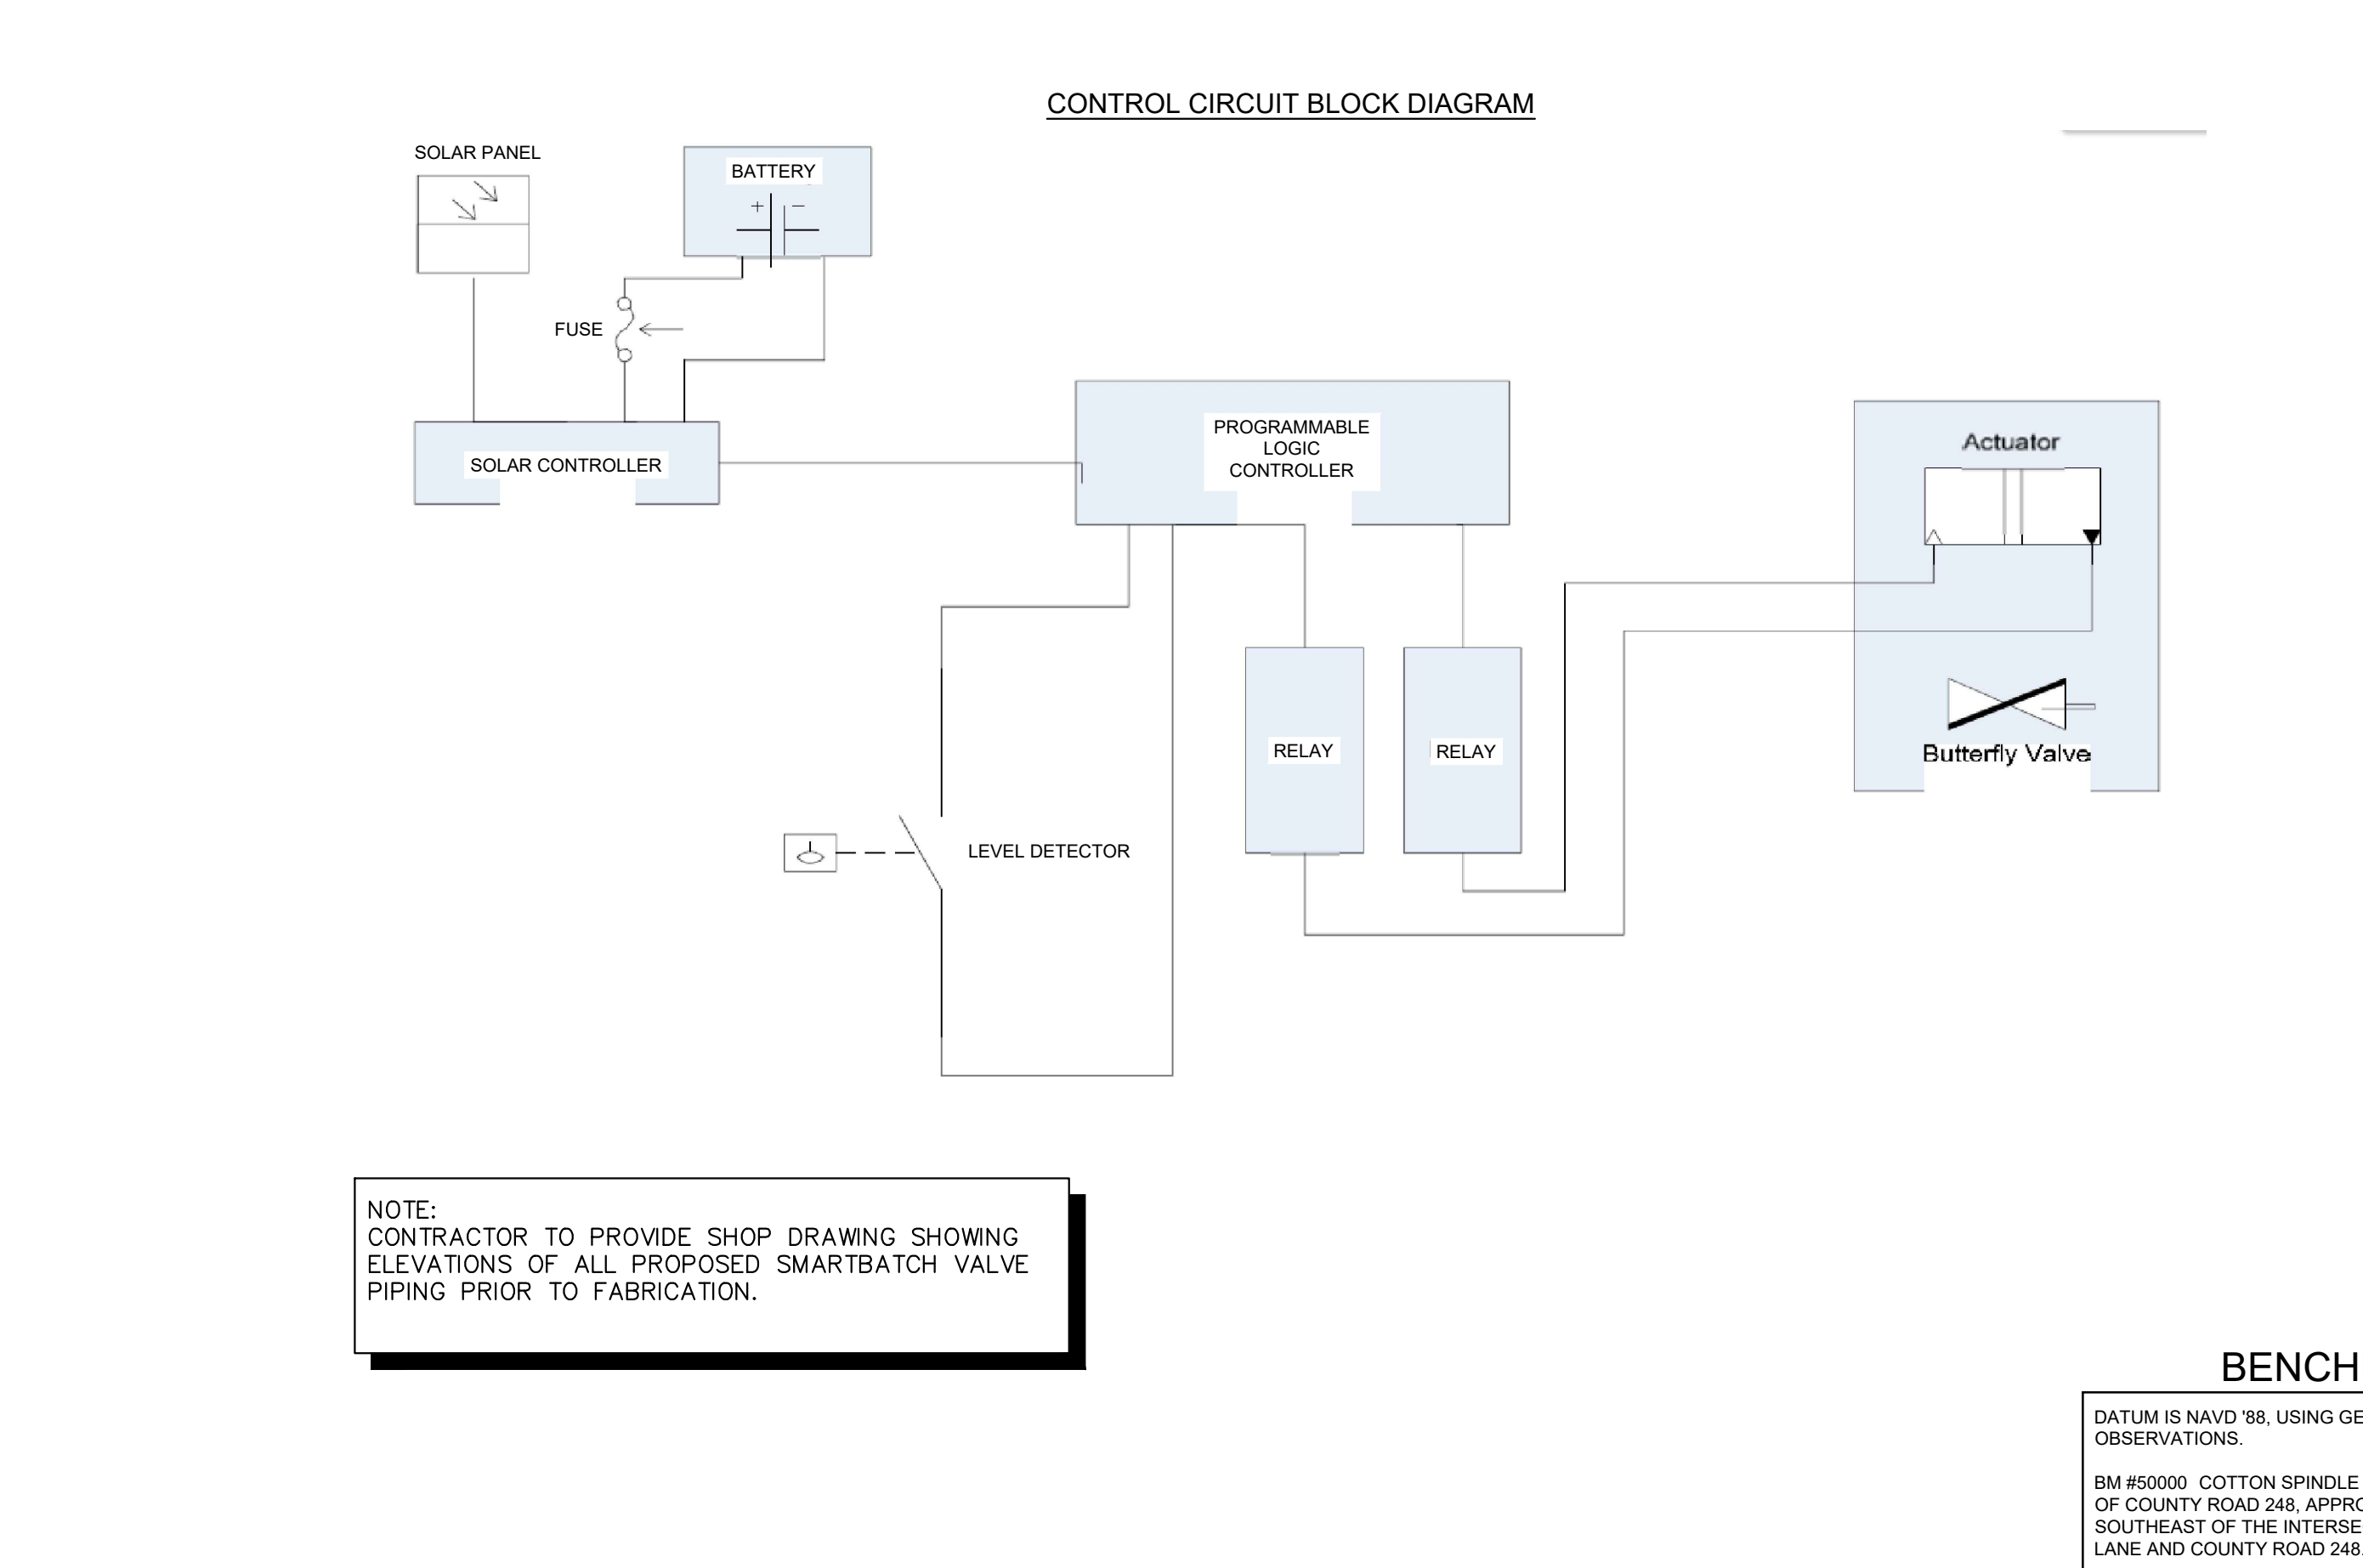 CONTROL CIRCUIT BLOCK DIAGRAM
SOLAR PANEL
BATTERY
+ −
FUSE
SOLAR CONTROLLER
PROGRAMMABLE
LOGIC
CONTROLLER
Actuator
RELAY
RELAY
Butterfly Valve
LEVEL DETECTOR
NOTE:
CONTRACTOR TO PROVIDE SHOP DRAWING SHOWING
ELEVATIONS OF ALL PROPOSED SMARTBATCH VALVE
PIPING PRIOR TO FABRICATION.
BENCH
DATUM IS NAVD '88, USING GE
OBSERVATIONS.
BM #50000 COTTON SPINDLE
OF COUNTY ROAD 248, APPRO
SOUTHEAST OF THE INTERSE
LANE AND COUNTY ROAD 248.